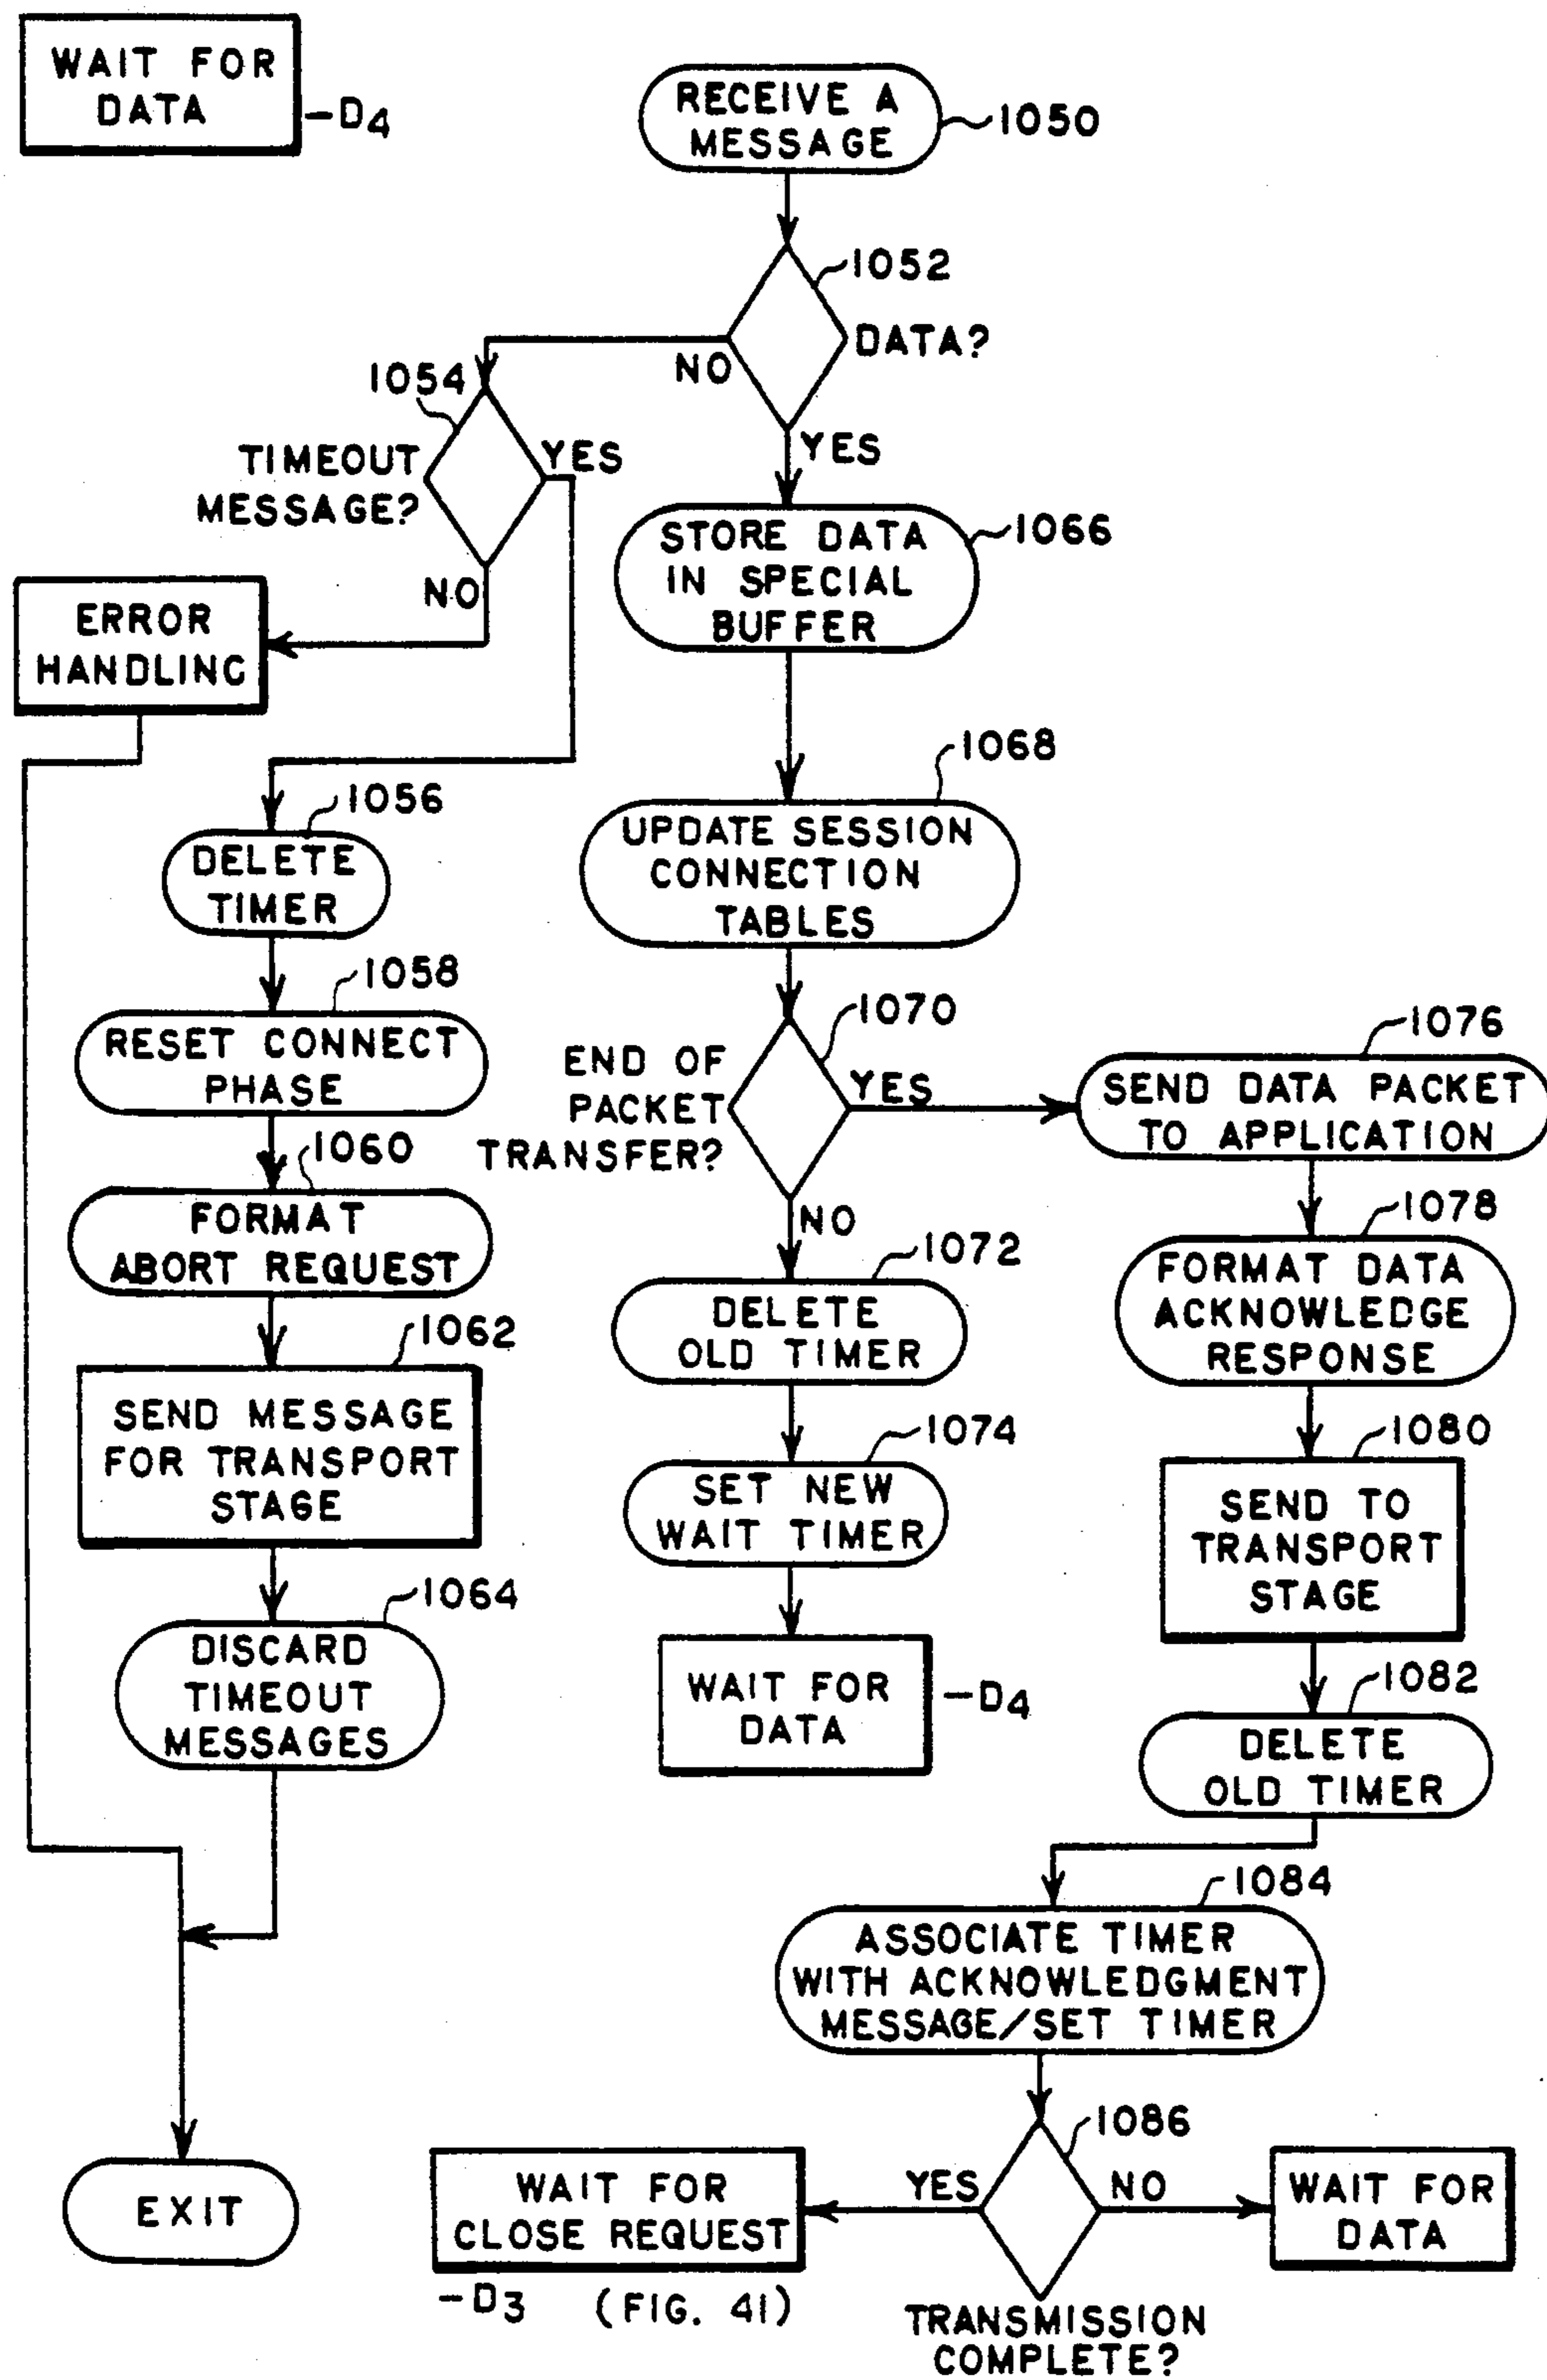 WAIT FOR
DATA
-D4
RECEIVE A
MESSAGE
1050
1052
DATA?
NO
YES
1054
TIMEOUT
MESSAGE?
YES
NO
ERROR
HANDLING
STORE DATA
IN SPECIAL
BUFFER
1066
1068
UPDATE SESSION
CONNECTION
TABLES
1056
DELETE
TIMER
1058
RESET CONNECT
PHASE
1060
FORMAT
ABORT REQUEST
1062
SEND MESSAGE
FOR TRANSPORT
STAGE
1064
DISCARD
TIMEOUT
MESSAGES
1070
END OF
PACKET
TRANSFER?
YES
NO
1072
DELETE
OLD TIMER
1074
SET NEW
WAIT TIMER
WAIT FOR
DATA
-D4
1076
SEND DATA PACKET
TO APPLICATION
1078
FORMAT DATA
ACKNOWLEDGE
RESPONSE
1080
SEND TO
TRANSPORT
STAGE
1082
DELETE
OLD TIMER
1084
ASSOCIATE TIMER
WITH ACKNOWLEDGMENT
MESSAGE/SET TIMER
1086
YES
NO
TRANSMISSION
COMPLETE?
WAIT FOR
CLOSE REQUEST
-D3 (FIG. 41)
WAIT FOR
DATA
EXIT